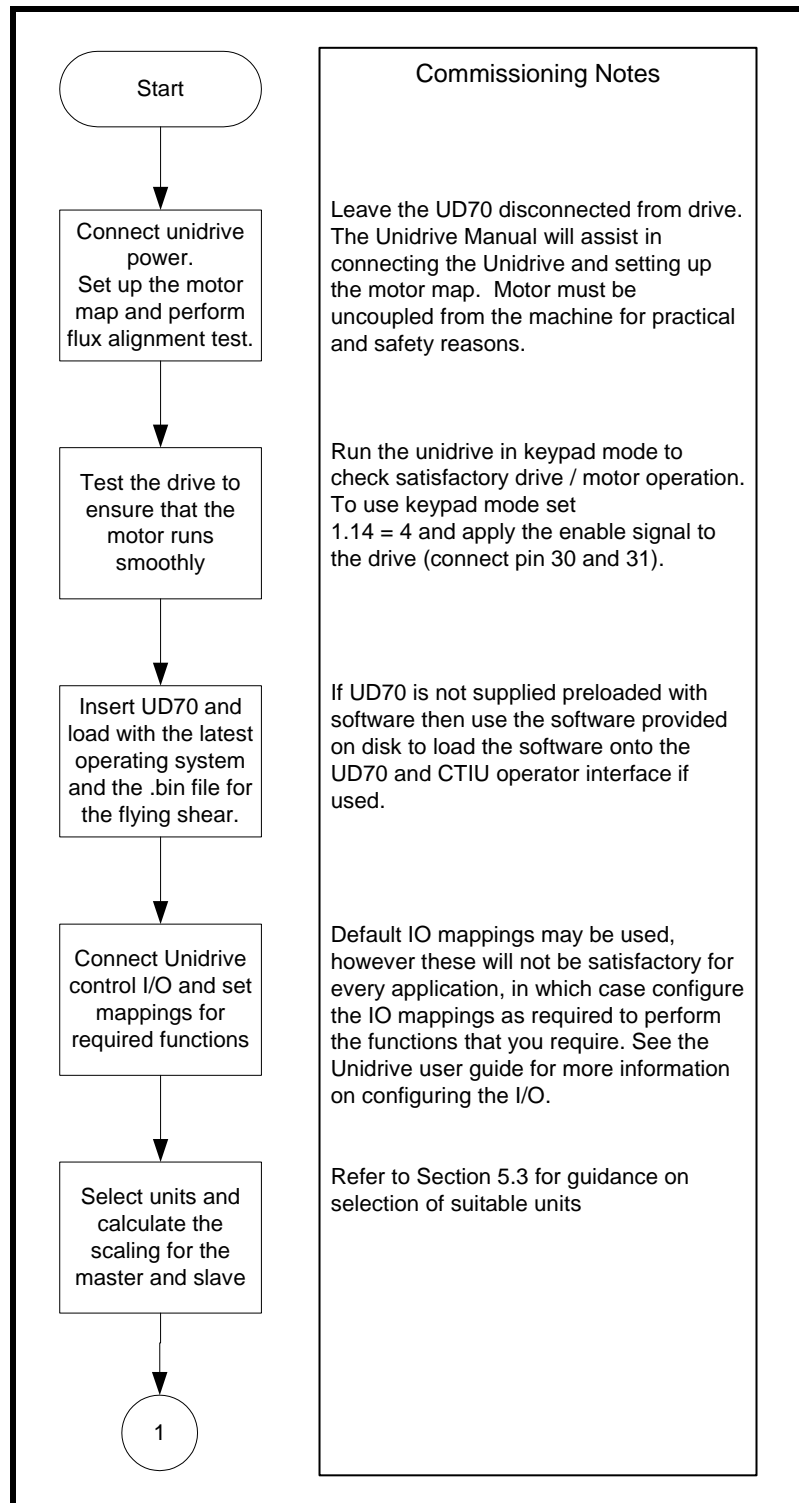 Start
Commissioning Notes
Connect unidrive
power.
Set up the motor
map and perform
flux alignment test.
Leave the UD70 disconnected from drive.
The Unidrive Manual will assist in
connecting the Unidrive and setting up
the motor map.  Motor must be
uncoupled from the machine for practical
and safety reasons.
Test the drive to
ensure that the
motor runs
smoothly
Run the unidrive in keypad mode to
check satisfactory drive / motor operation.
To use keypad mode set
1.14 = 4 and apply the enable signal to
the drive (connect pin 30 and 31).
Insert UD70 and
load with the latest
operating system
and the .bin file for
the flying shear.
If UD70 is not supplied preloaded with
software then use the software provided
on disk to load the software onto the
UD70 and CTIU operator interface if
used.
Connect Unidrive
control I/O and set
mappings for
required functions
Default IO mappings may be used,
however these will not be satisfactory for
every application, in which case configure
the IO mappings as required to perform
the functions that you require. See the
Unidrive user guide for more information
on configuring the I/O.
Select units and
calculate the
scaling for the
master and slave
Refer to Section 5.3 for guidance on
selection of suitable units
1